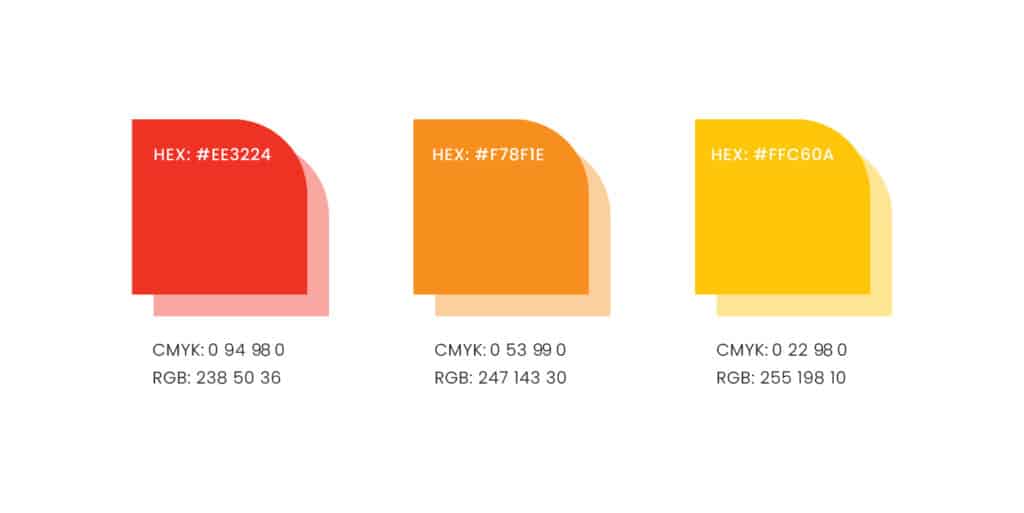 HEX: #EE3224
HEX: #F78F1E
HEX: #FFC60A
CMYK: 0 94 98 0
RGB: 238 50 36
CMYK: 0 53 99 0
RGB: 247 143 30
CMYK: 0 22 98 0
RGB: 255 198 10